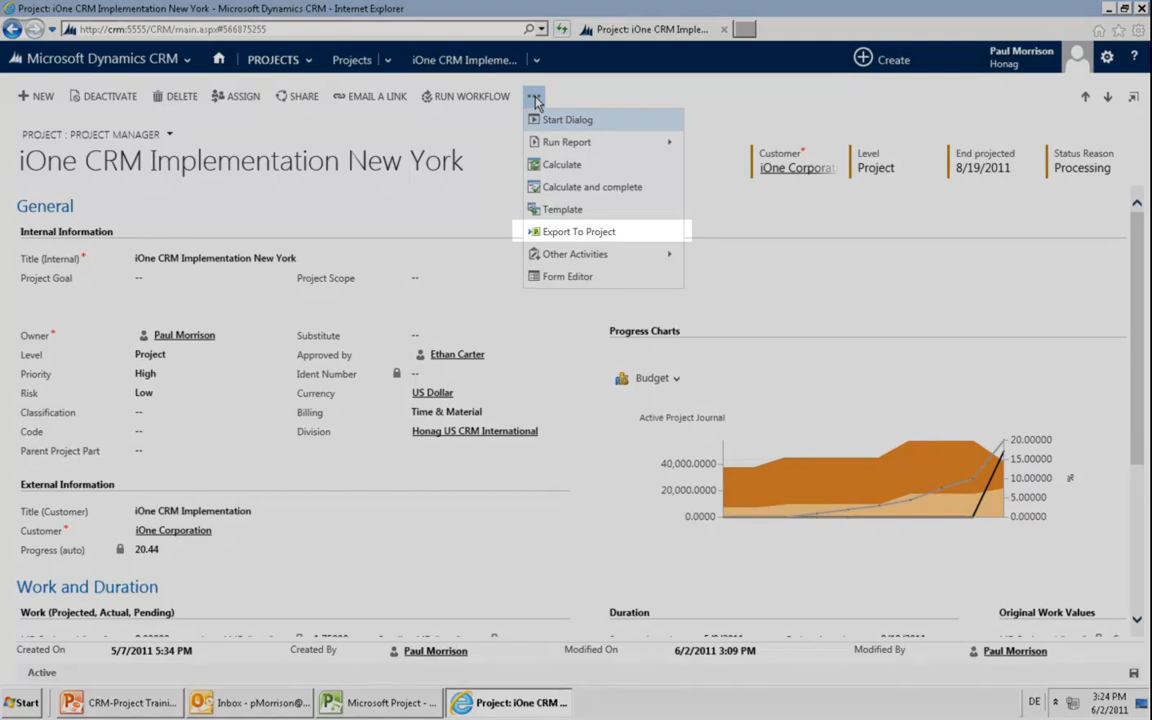 Project: iOne CRM Implementation New York - Microsoft Dynamics CRM - Internet Explorer
http://crm:5555/CRM/main.aspx#566875255
Project: iOne CRM Imple...
Microsoft Dynamics CRM
PROJECTS
Projects
iOne CRM Impleme...
Create
Paul Morrison
Honag
?
NEW
DEACTIVATE
DELETE
ASSIGN
SHARE
EMAIL A LINK
RUN WORKFLOW
Start Dialog
Run Report
Calculate
Calculate and complete
Template
Export To Project
Other Activities
Form Editor
PROJECT : PROJECT MANAGER
iOne CRM Implementation New York
Customer*
iOne Corporat
Level
Project
End projected
8/19/2011
Status Reason
Processing
General
Internal Information
Title (Internal)* iOne CRM Implementation New York
Project Goal -- Project Scope --
Owner* Paul Morrison Substitute --
Level Project Approved by Ethan Carter
Priority High Ident Number --
Risk Low Currency US Dollar
Classification -- Billing Time & Material
Code -- Division Honag US CRM International
Parent Project Part --
External Information
Title (Customer) iOne CRM Implementation
Customer* iOne Corporation
Progress (auto) 20.44
Progress Charts
Budget
Active Project Journal
40,000.0000
20,000.0000
0.0000
20.00000
15.00000
10.00000
5.00000
0.00000
%
Work and Duration
Work (Projected, Actual, Pending)
Duration
Original Work Values
Created On 5/7/2011 5:34 PM Created By Paul Morrison Modified On 6/2/2011 3:09 PM Modified By Paul Morrison
Active
Start
CRM-Project Traini...
Inbox - pMorrison@...
Microsoft Project - ...
Project: iOne CRM ...
DE
3:24 PM
6/2/2011